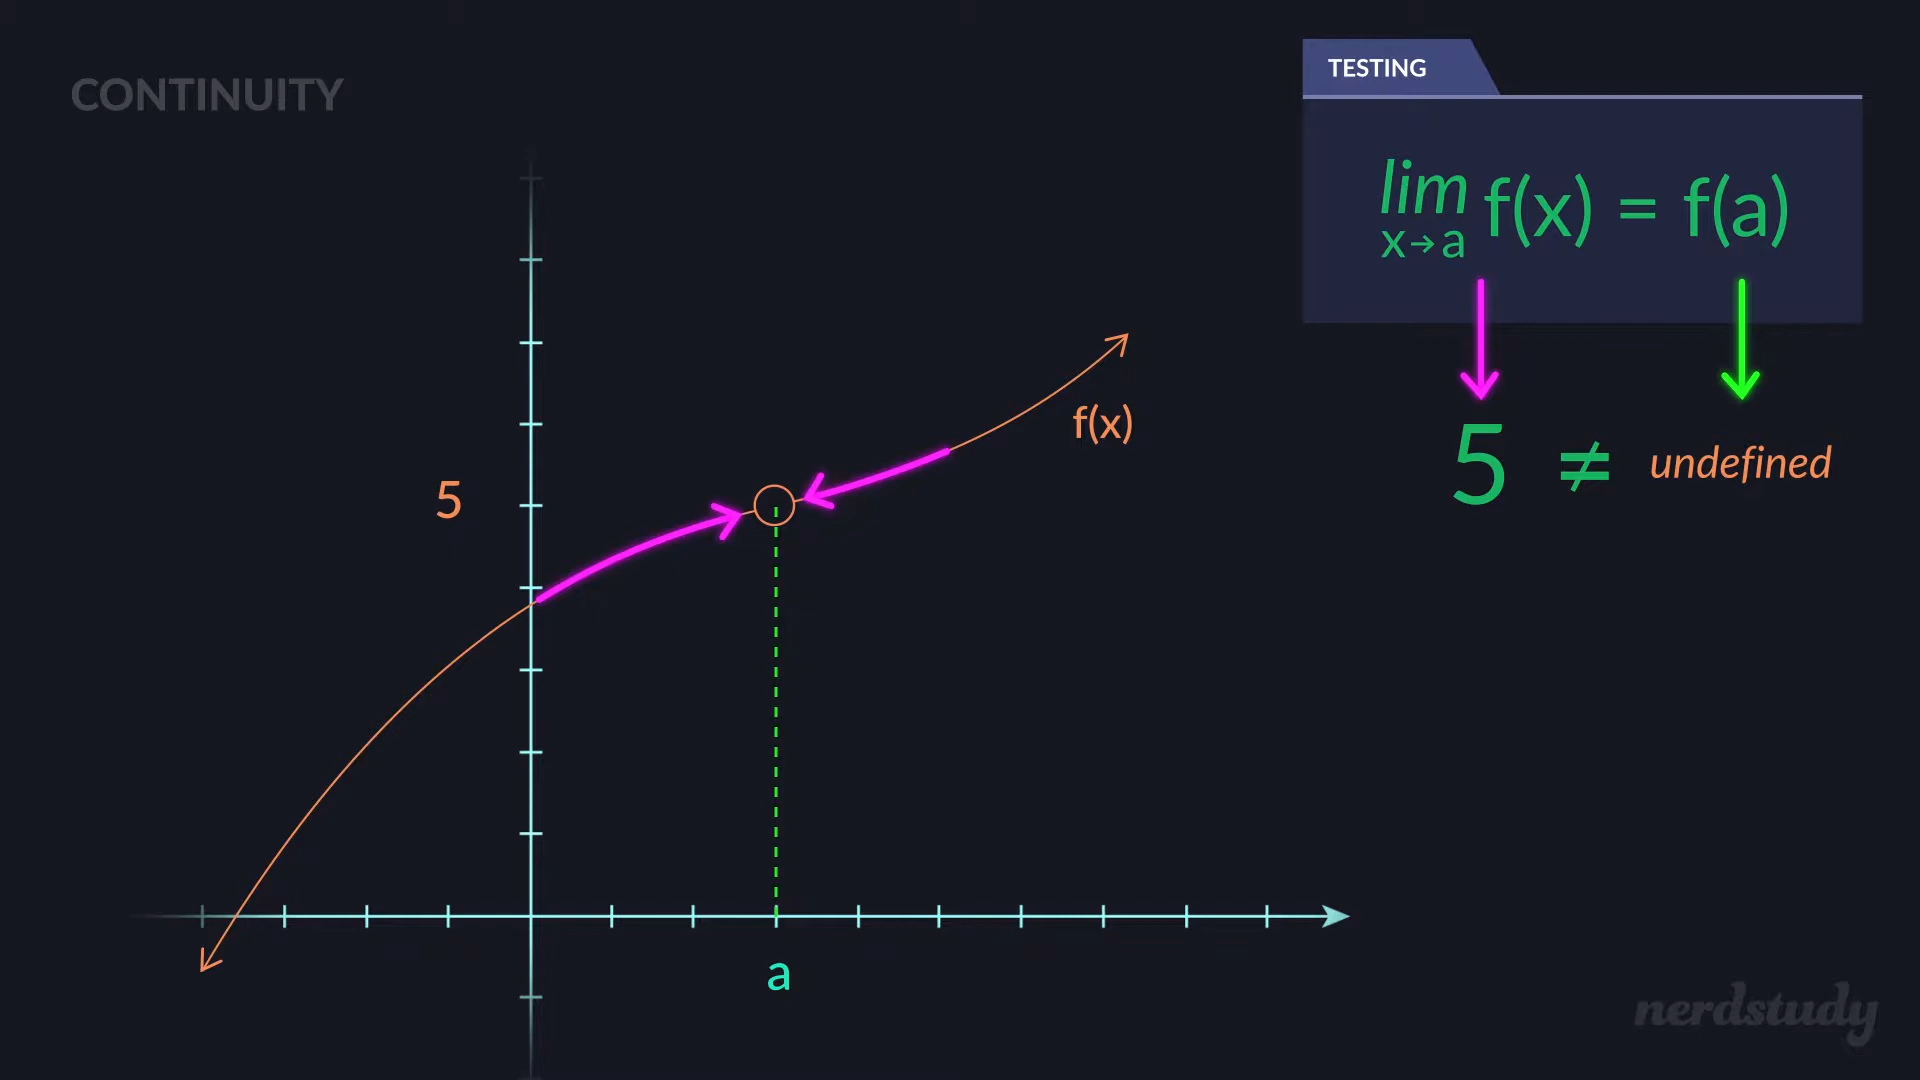 CONTINUITY
TESTING
lim f(x) = f(a)
x→a
5 ≠ undefined
f(x)
5
a
nerdstudy